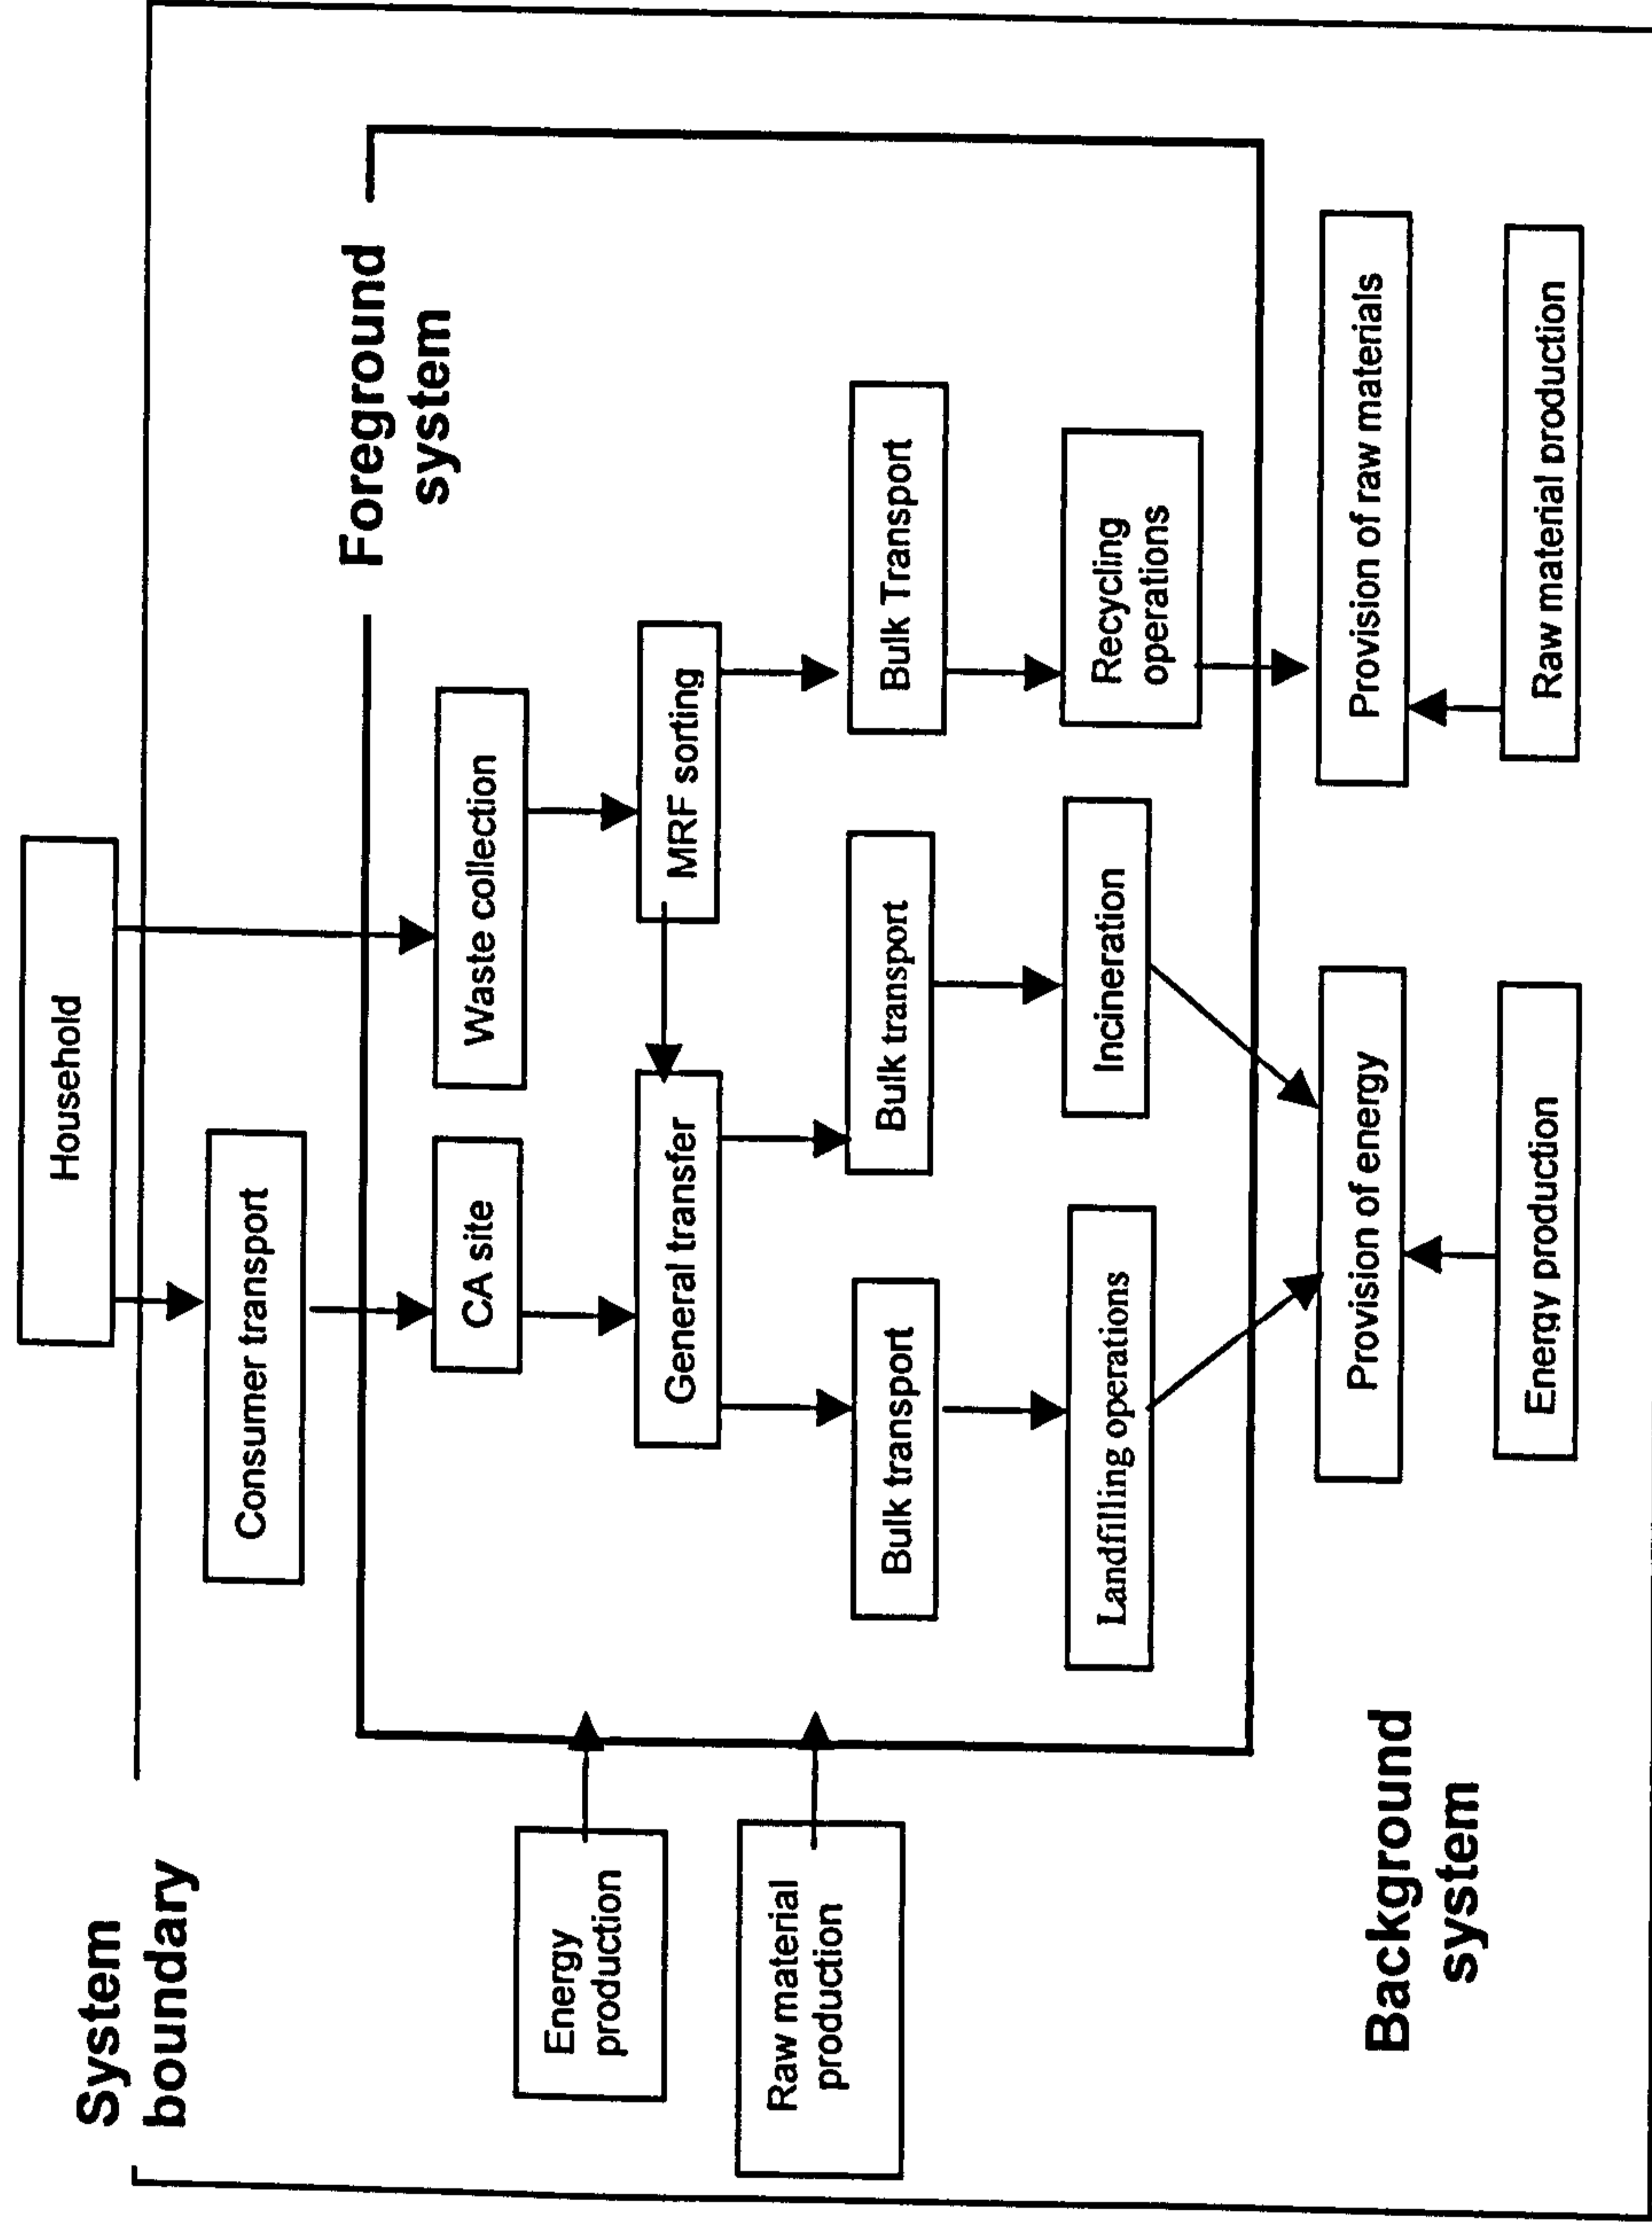 System
boundary
Household
Consumer transport
Foreground
system
CA site
Waste collection
Energy
production
General transfer
MRF sorting
Raw material
production
Bulk transport
Bulk transport
Bulk Transport
Landfilling operations
Incineration
Recycling
operations
Background
system
Provision of energy
Provision of raw materials
Energy production
Raw material production